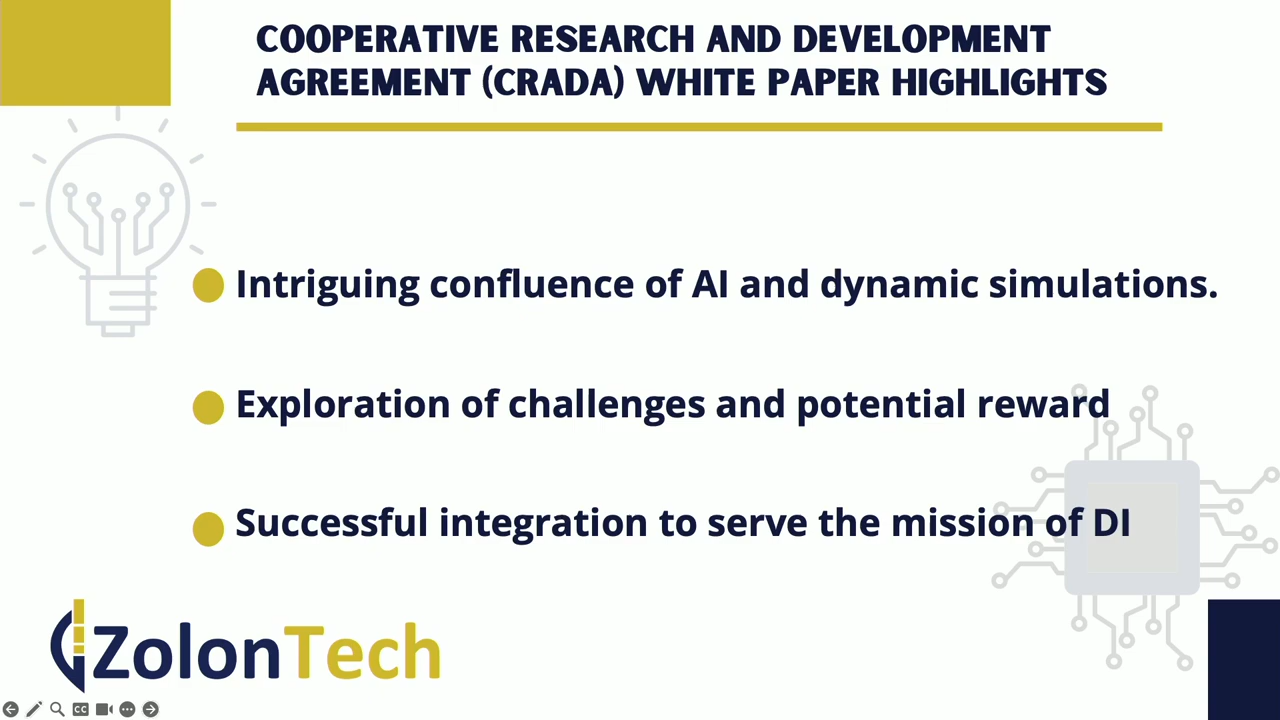 COOPERATIVE RESEARCH AND DEVELOPMENT
AGREEMENT (CRADA) WHITE PAPER HIGHLIGHTS
Intriguing confluence of AI and dynamic simulations.
Exploration of challenges and potential reward
Successful integration to serve the mission of DI
ZolonTech
CC